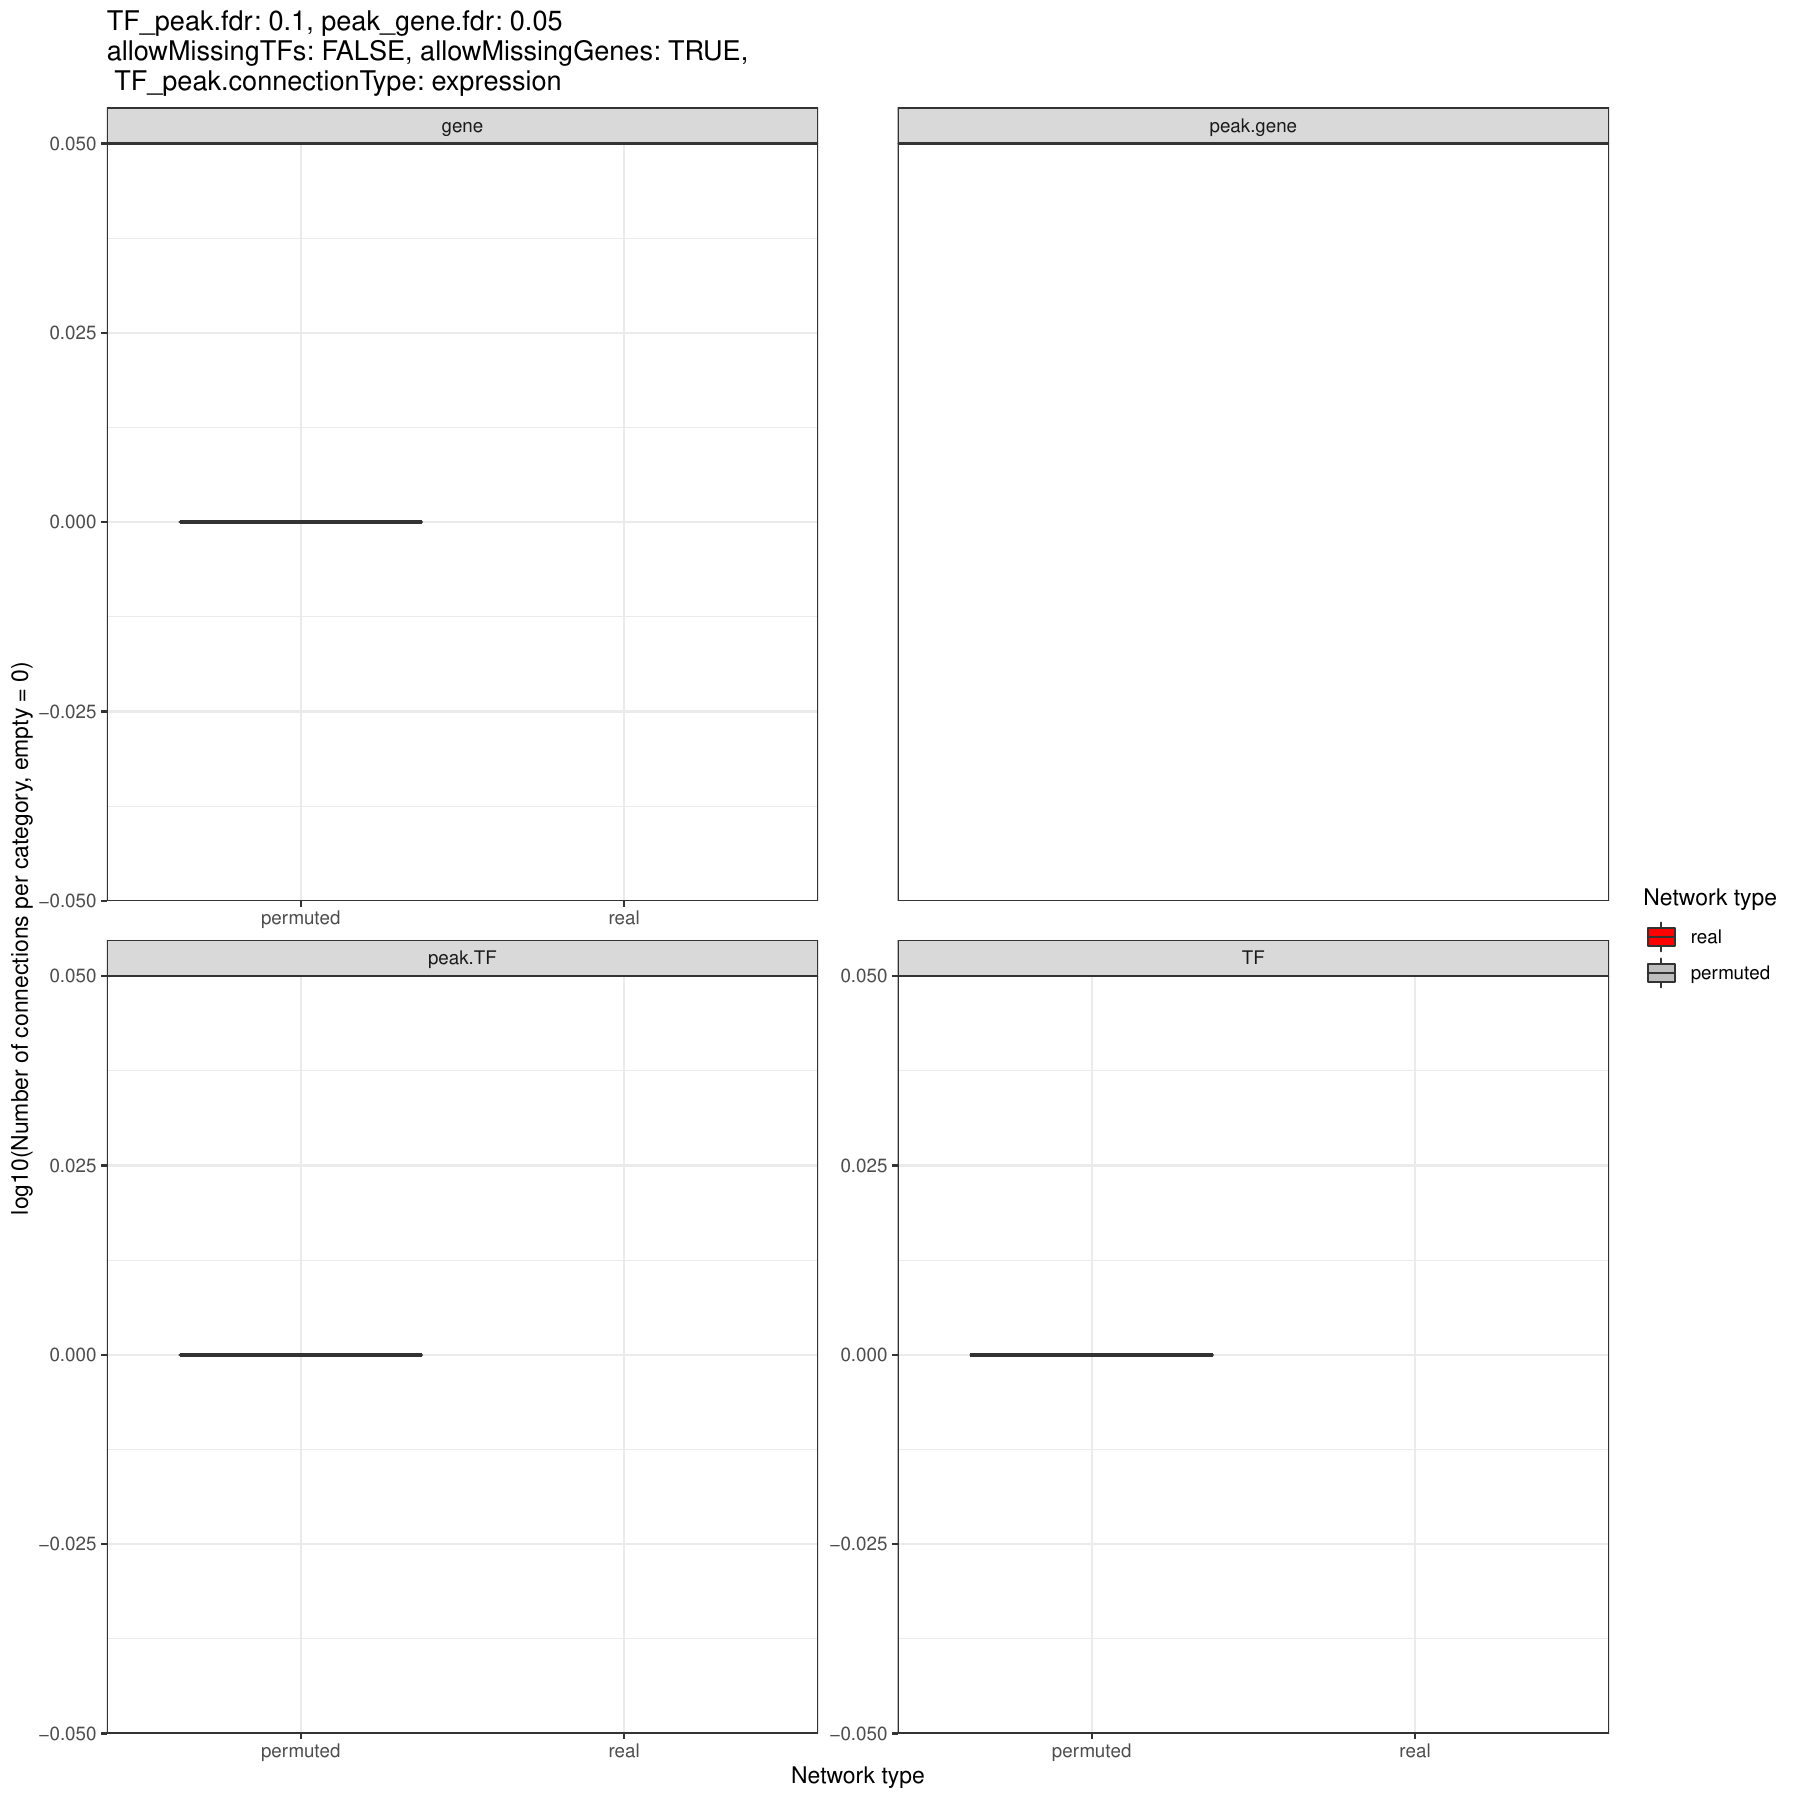 TF_peak.fdr: 0.1, peak_gene.fdr: 0.05
allowMissingTFs: FALSE, allowMissingGenes: TRUE,
TF_peak.connectionType: expression
gene
peak.gene
0.050
0.025
0.000
−0.025
−0.050
permuted real
peak.TF
TF
0.050
0.025
0.000
−0.025
−0.050
permuted real
0.050
0.025
0.000
−0.025
−0.050
permuted real
Network type
log10(Number of connections per category, empty = 0)
Network type
real
permuted